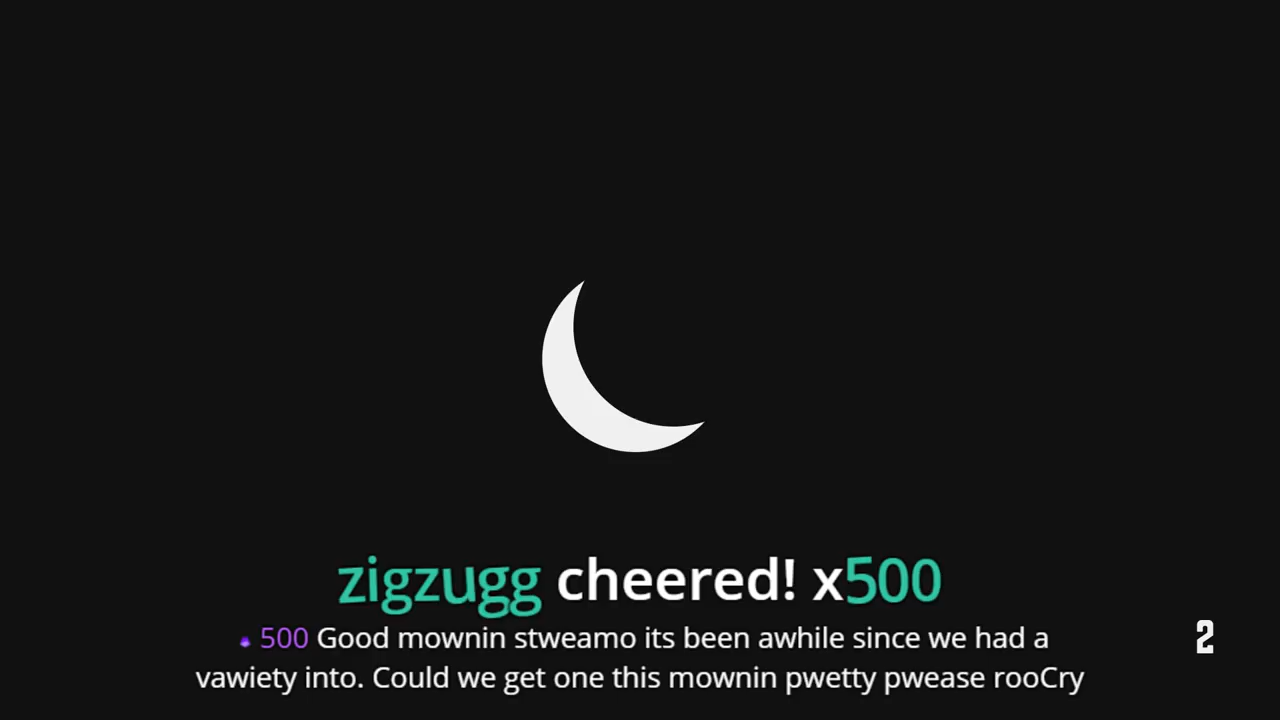 zigzugg cheered! x500
500 Good mownin stweamo its been awhile since we had a
vawiety into. Could we get one this mownin pwetty pwease rooCry
2